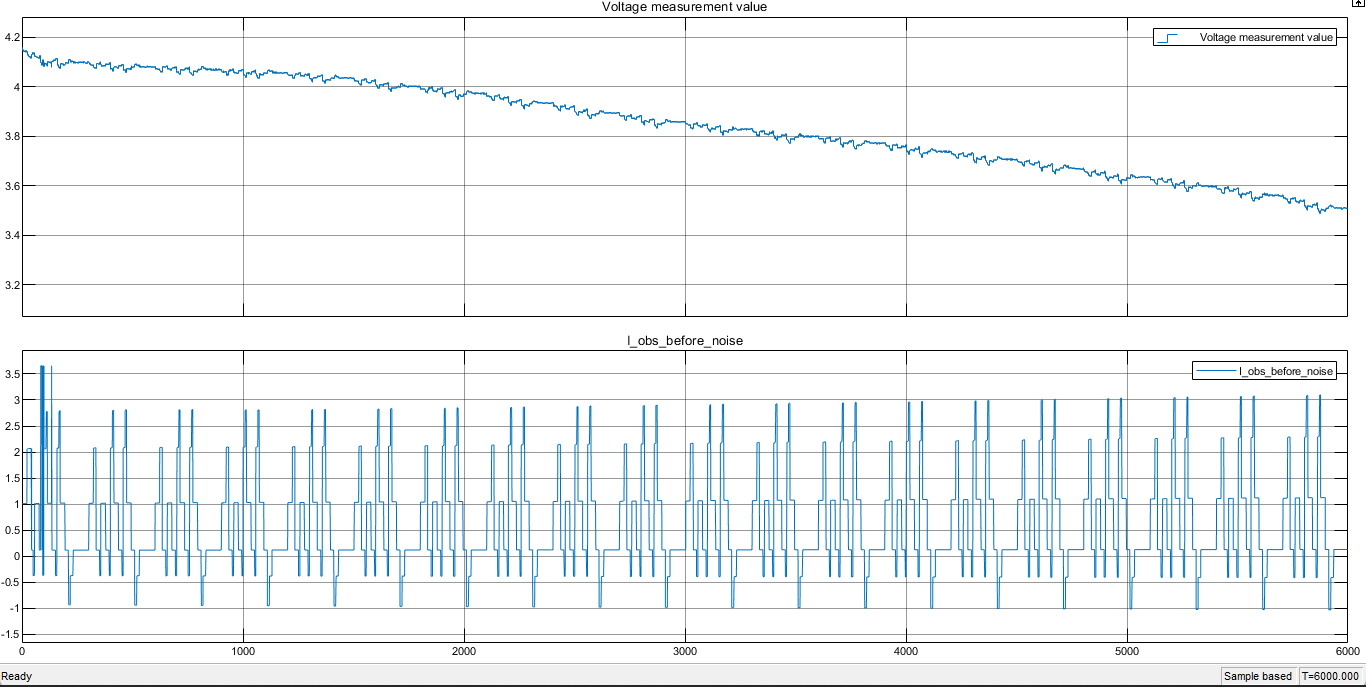 Voltage measurement value
Voltage measurement value
4.2
4
3.8
3.6
3.4
3.2
I_obs_before_noise
I_obs_before_noise
3.5
3
2.5
2
1.5
1
0.5
0
-0.5
-1
-1.5
0 1000 2000 3000 4000 5000 6000
Ready Sample based T=6000.000